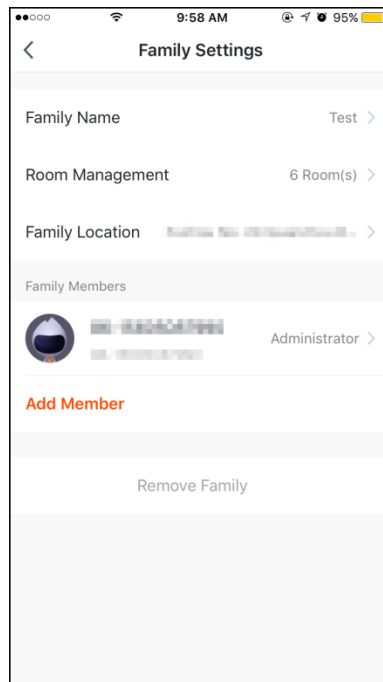 9:58 AM
95%
Family Settings
Family Name
Test
Room Management
6 Room(s)
Family Location
Family Members
Administrator
Add Member
Remove Family